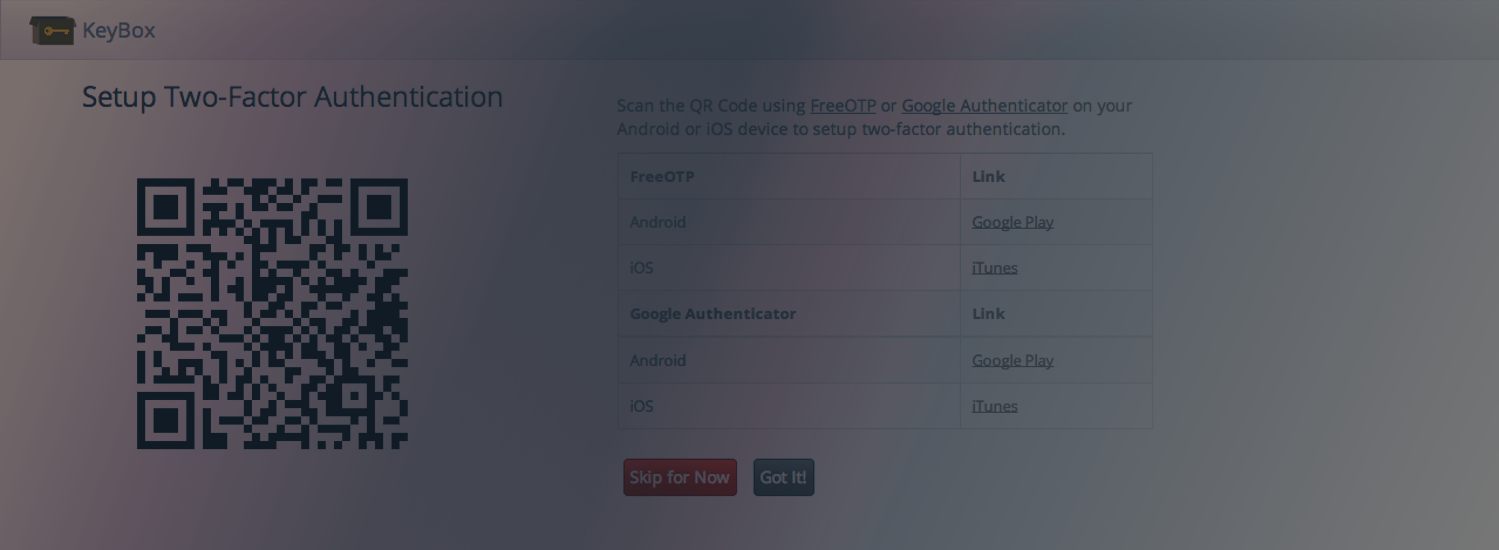 KeyBox
Setup Two-Factor Authentication
Scan the QR Code using FreeOTP or Google Authenticator on your
Android or iOS device to setup two-factor authentication.
FreeOTP Link
Android Google Play
iOS iTunes
Google Authenticator Link
Android Google Play
iOS iTunes
Skip for Now Got It!